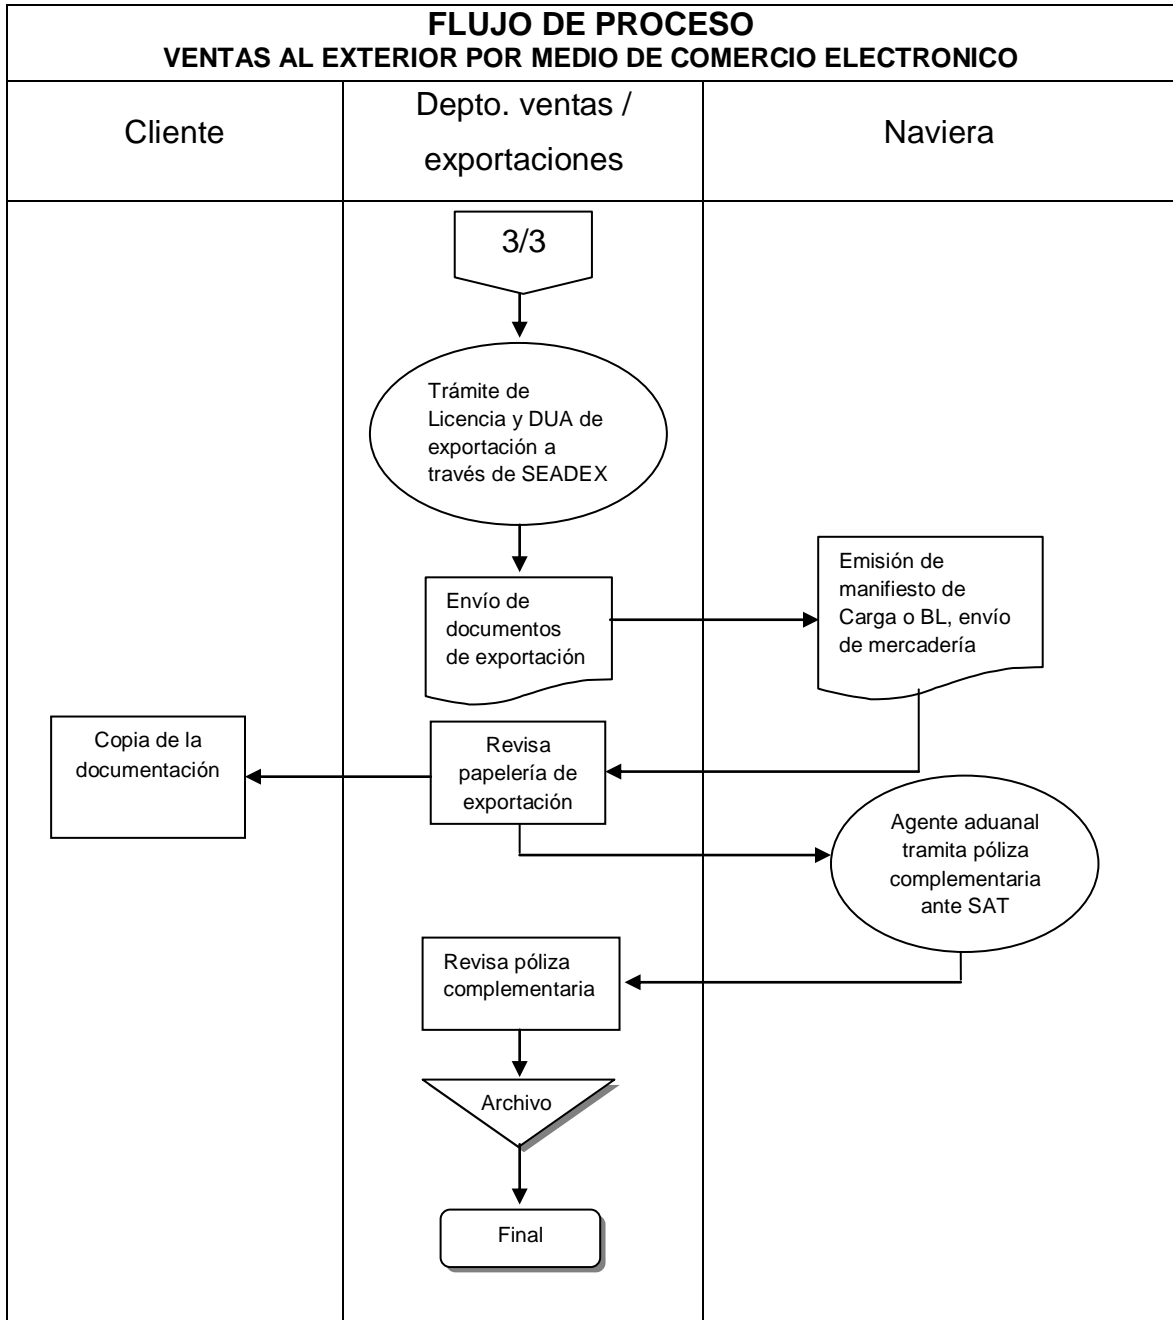 FLUJO DE PROCESO
VENTAS AL EXTERIOR POR MEDIO DE COMERCIO ELECTRONICO
Cliente
Depto. ventas /
exportaciones
Naviera
3/3
Trámite de
Licencia y DUA de
exportación a
través de SEADEX
Envío de
documentos
de exportación
Emisión de
manifiesto de
Carga o BL, envío
de mercadería
Copia de la
documentación
Revisa
papelería de
exportación
Agente aduanal
tramita póliza
complementaria
ante SAT
Revisa póliza
complementaria
Archivo
Final